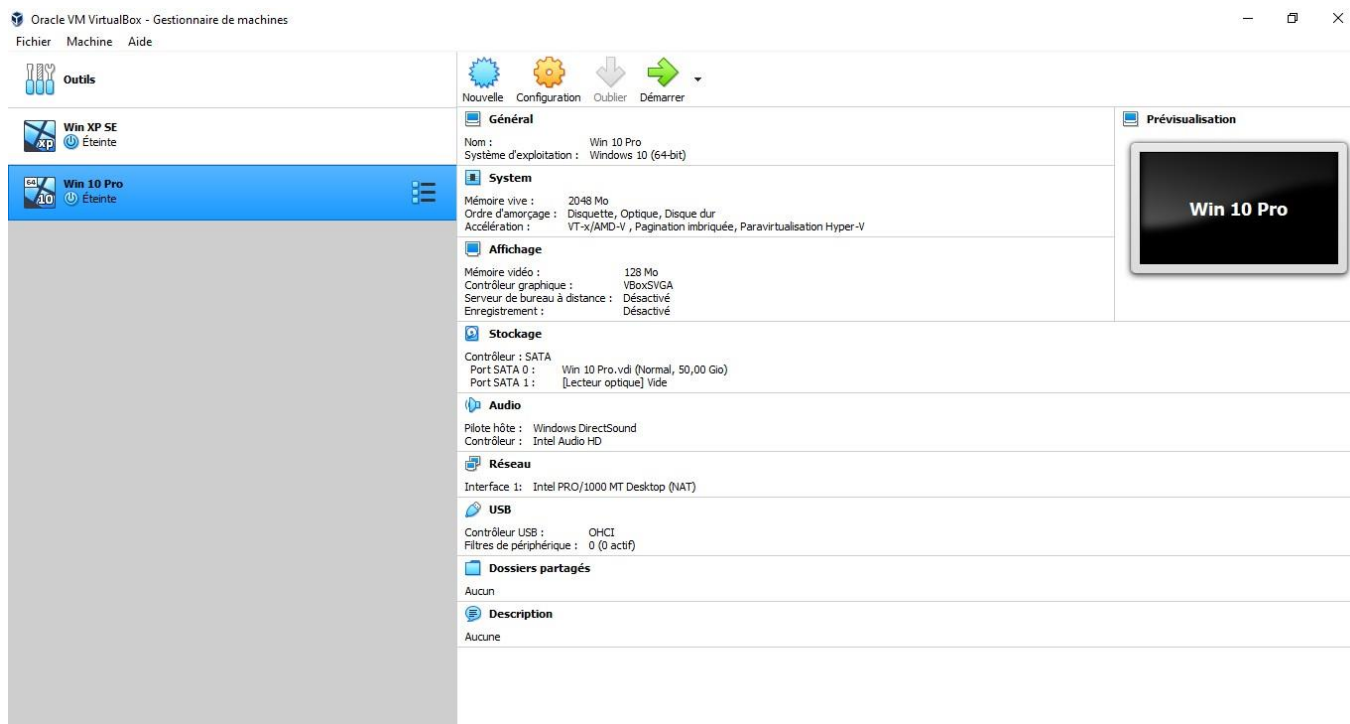 Oracle VM VirtualBox - Gestionnaire de machines
Fichier Machine Aide
Outils
Win XP SE
Éteinte
Win 10 Pro
Éteinte
Nouvelle Configuration Oublier Démarrer
Général
Nom : Win 10 Pro
Système d'exploitation : Windows 10 (64-bit)
System
Mémoire vive : 2048 Mo
Ordre d'amorçage : Disquette, Optique, Disque dur
Accélération : VT-x/AMD-V , Pagination imbriquée, Paravirtualisation Hyper-V
Affichage
Mémoire vidéo : 128 Mo
Contrôleur graphique : VBoxSVGA
Serveur de bureau à distance : Désactivé
Enregistrement : Désactivé
Stockage
Contrôleur : SATA
Port SATA 0 : Win 10 Pro.vdi (Normal, 50,00 Gio)
Port SATA 1 : [Lecteur optique] Vide
Audio
Pilote hôte : Windows DirectSound
Contrôleur : Intel Audio HD
Réseau
Interface 1: Intel PRO/1000 MT Desktop (NAT)
USB
Contrôleur USB : OHCI
Filtres de périphérique : 0 (0 actif)
Dossiers partagés
Aucun
Description
Aucune
Prévisualisation
Win 10 Pro
xp
64
10